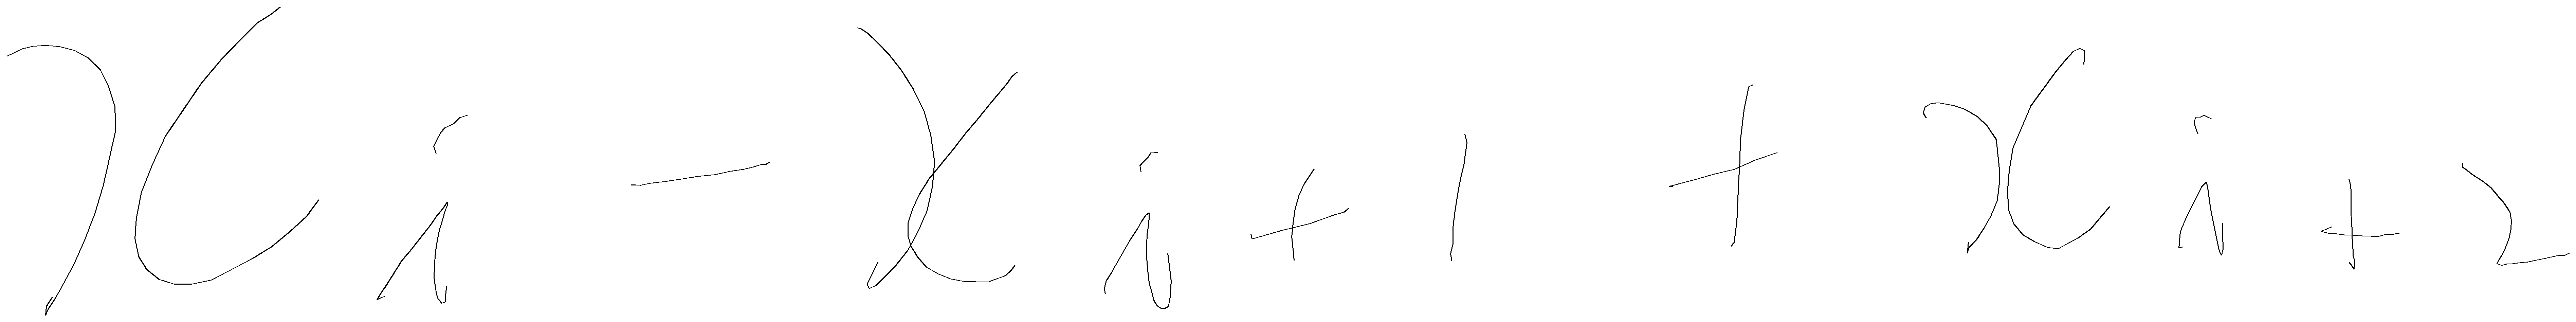 x_i - x_{i+1} + x_{i+2}